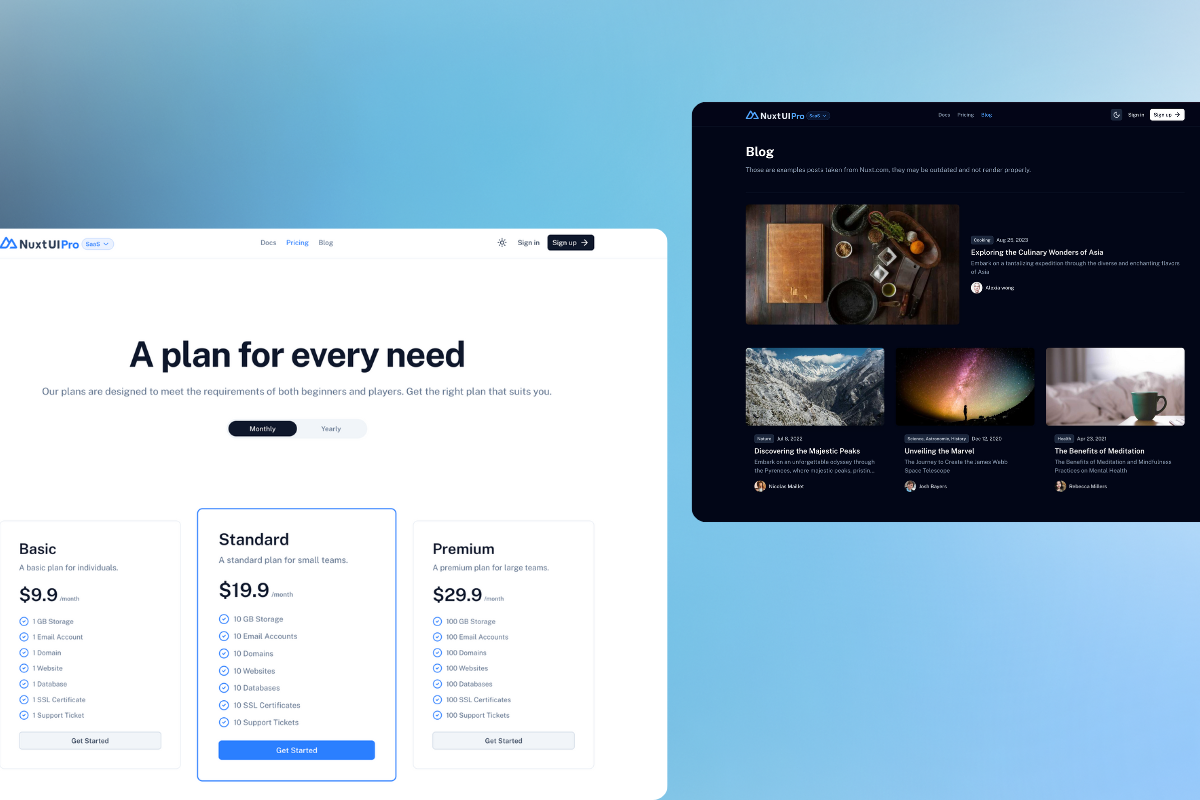 NuxtUIPro SaaS
Docs Pricing Blog
Sign in Sign up
A plan for every need
Our plans are designed to meet the requirements of both beginners and players. Get the right plan that suits you.
Monthly Yearly
Basic
A basic plan for individuals.
$9.9 /month
1 GB Storage
1 Email Account
1 Domain
1 Website
1 Database
1 SSL Certificate
1 Support Ticket
Get Started
Standard
A standard plan for small teams.
$19.9 /month
10 GB Storage
10 Email Accounts
10 Domains
10 Websites
10 Databases
10 SSL Certificates
10 Support Tickets
Get Started
Premium
A premium plan for large teams.
$29.9 /month
100 GB Storage
100 Email Accounts
100 Domains
100 Websites
100 Databases
100 SSL Certificates
100 Support Tickets
Get Started
NuxtUIPro SaaS
Docs Pricing Blog
Sign in Sign up
Blog
Those are examples posts taken from Nuxt.com, they may be outdated and not render properly.
Cooking Aug 25, 2023
Exploring the Culinary Wonders of Asia
Embark on a tantalizing expedition through the diverse and enchanting flavors
of Asia
Alexia wong
Nature Jul 8, 2022
Discovering the Majestic Peaks
Embark on an unforgettable odyssey through
the Pyrenees, where majestic peaks, pristin...
Nicolas Maillet
Science, Astronomie, History Dec 12, 2020
Unveiling the Marvel
The Journey to Create the James Webb
Space Telescope
Josh Bayers
Health Apr 23, 2021
The Benefits of Meditation
The Benefits of Meditation and Mindfulness
Practices on Mental Health
Rebecca Millers